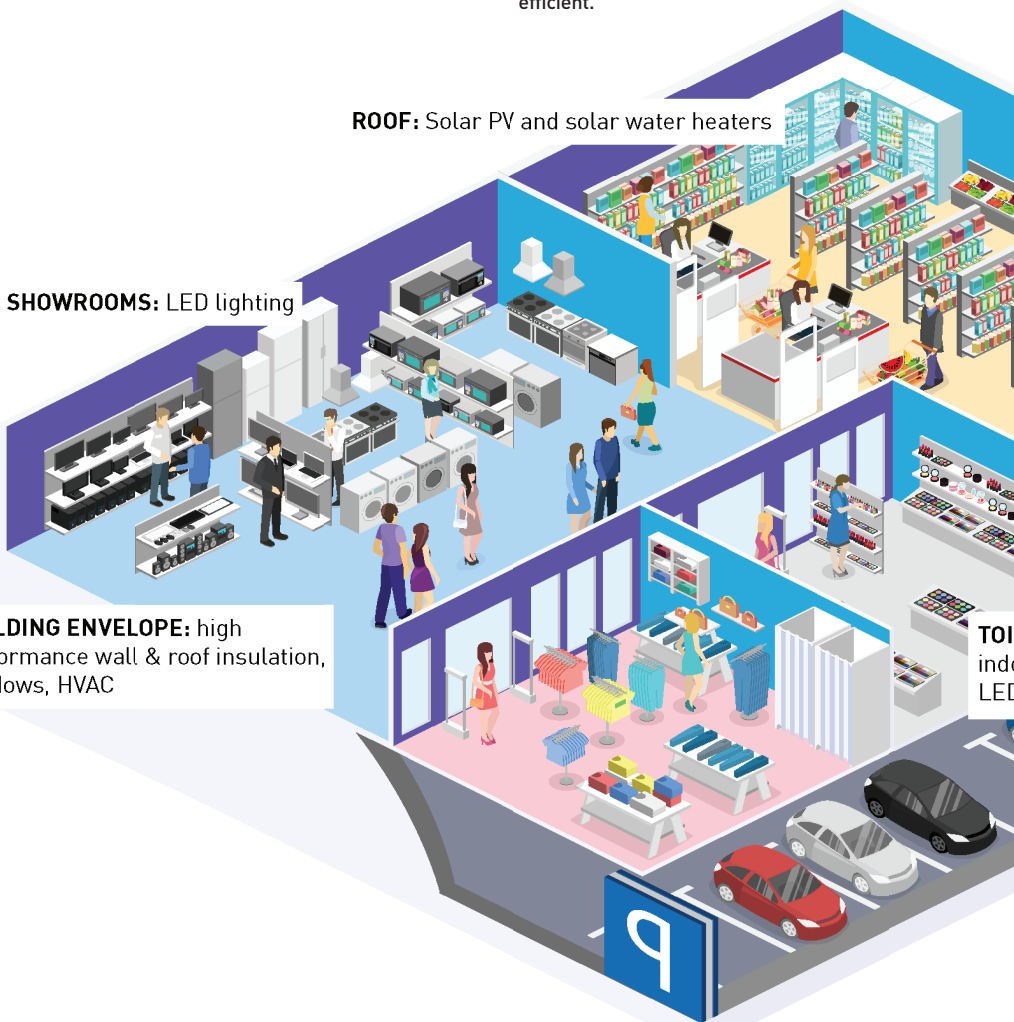 efficient.
ROOF: Solar PV and solar water heaters
SHOWROOMS: LED lighting
LDING ENVELOPE: high
ormance wall & roof insulation,
lows, HVAC
TOI
inde
LED
P